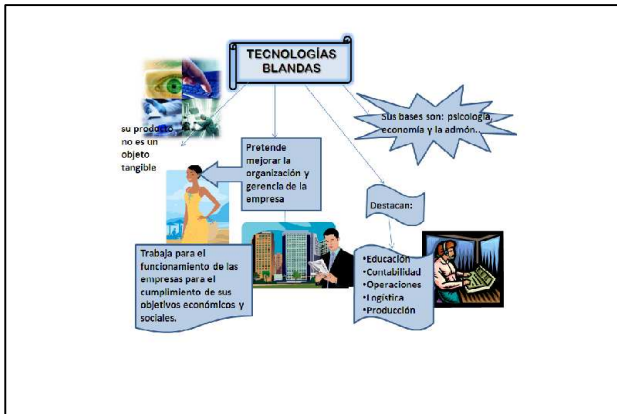 TECNOLOGÍAS
BLANDAS
su producto
no es un
objeto
tangible
Pretende
mejorar la
organización y
gerencia de la
empresa
Sus bases son: psicología,
economía y la admón..
Destacan:
Trabaja para el
funcionamiento de las
empresas para el
cumplimiento de sus
objetivos económicos y
sociales.
•Educación
•Contabilidad
•Operaciones
•Logística
•Producción